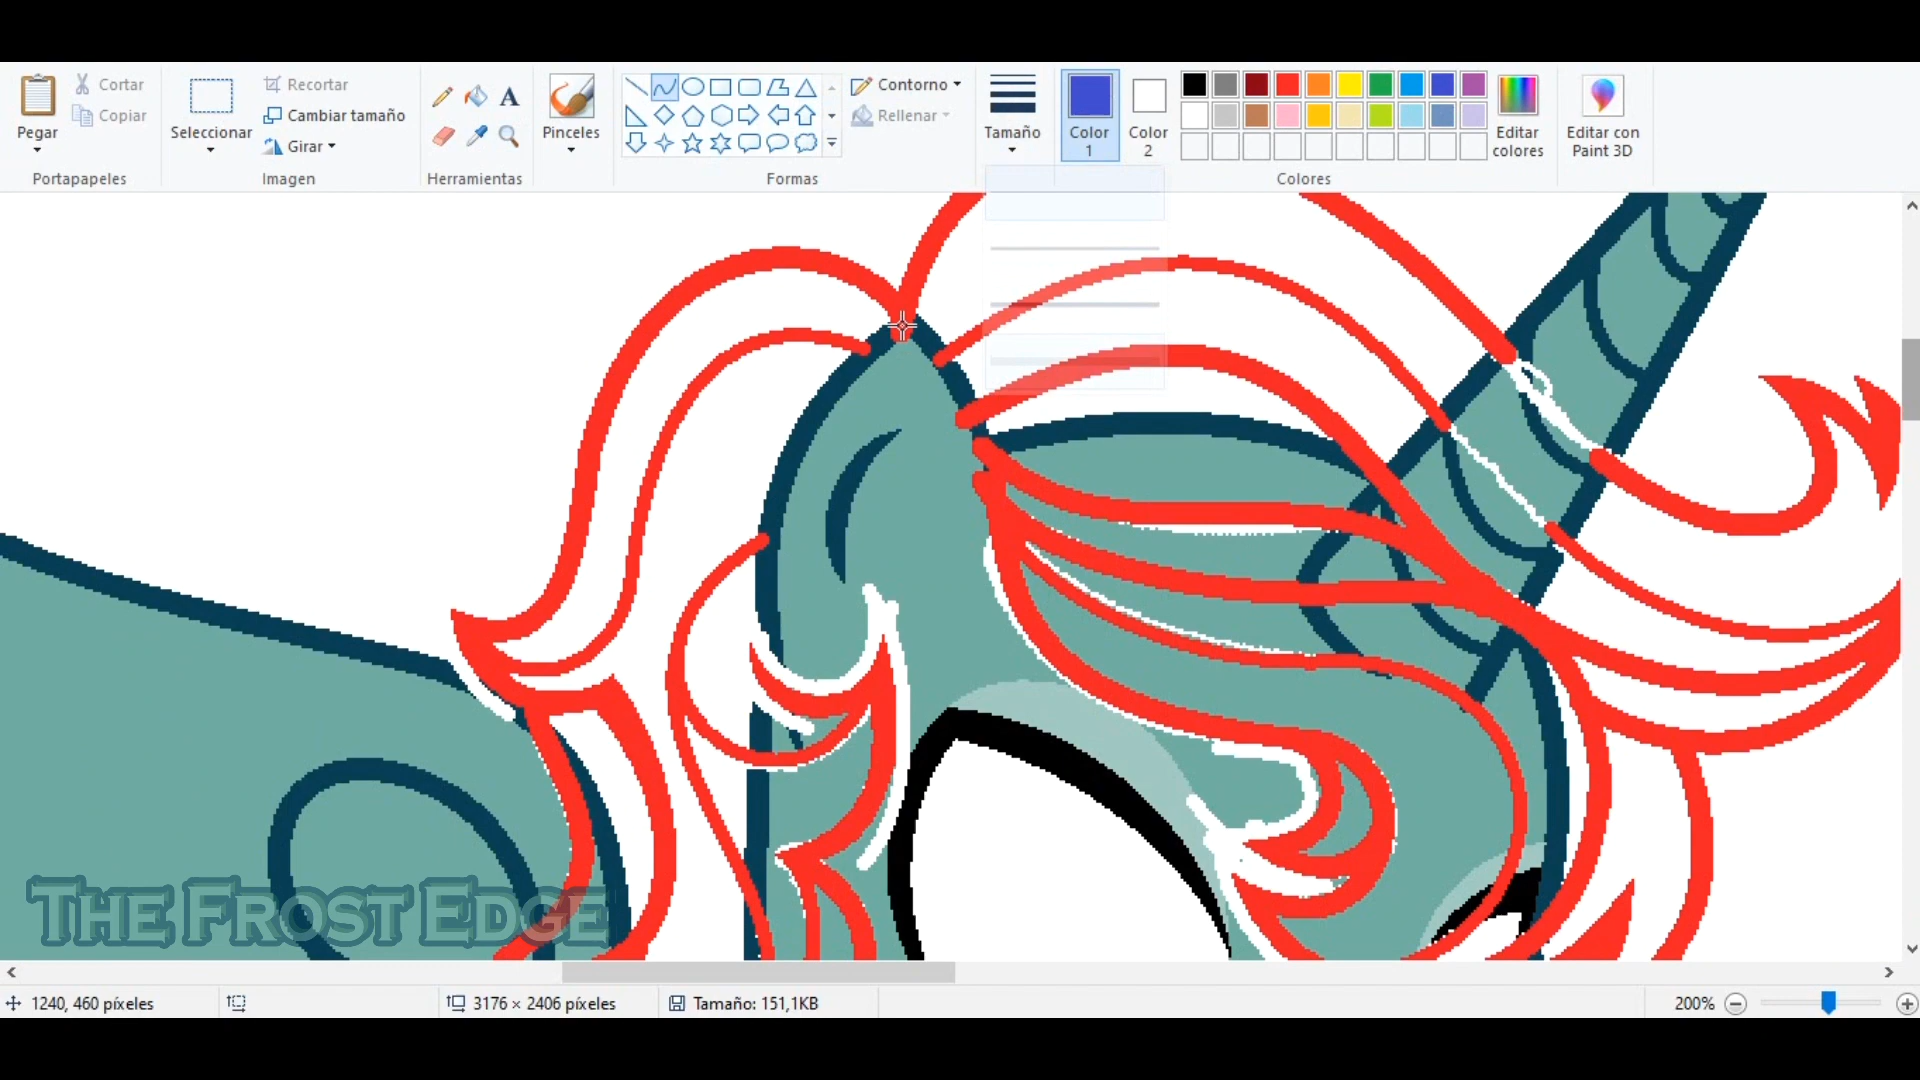 Pegar
Cortar
Copiar
Portapapeles
Seleccionar
Recortar
Cambiar tamaño
Girar
Imagen
A
Herramientas
Pinceles
Formas
Contorno
Rellenar
Tamaño
Color
1
Color
2
Colores
Editar
colores
Editar con
Paint 3D
The Frost Edge
1240, 460 píxeles
3176 × 2406 píxeles
Tamaño: 151,1KB
200%